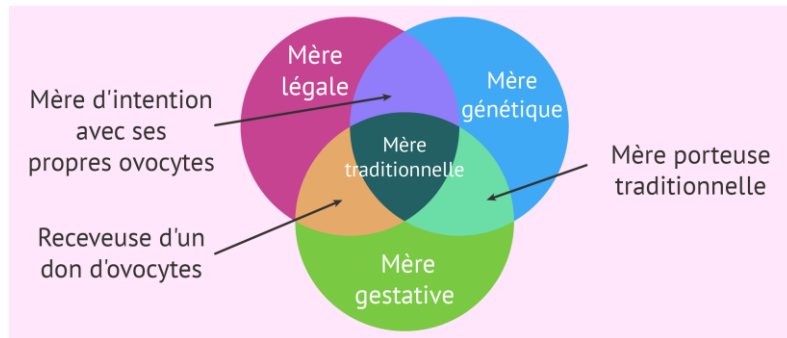 Mère
légale
Mère
génétique
Mère d'intention
avec ses
propres ovocytes
Mère
traditionnelle
Mère porteuse
traditionnelle
Receveuse d'un
don d'ovocytes
Mère
gestative